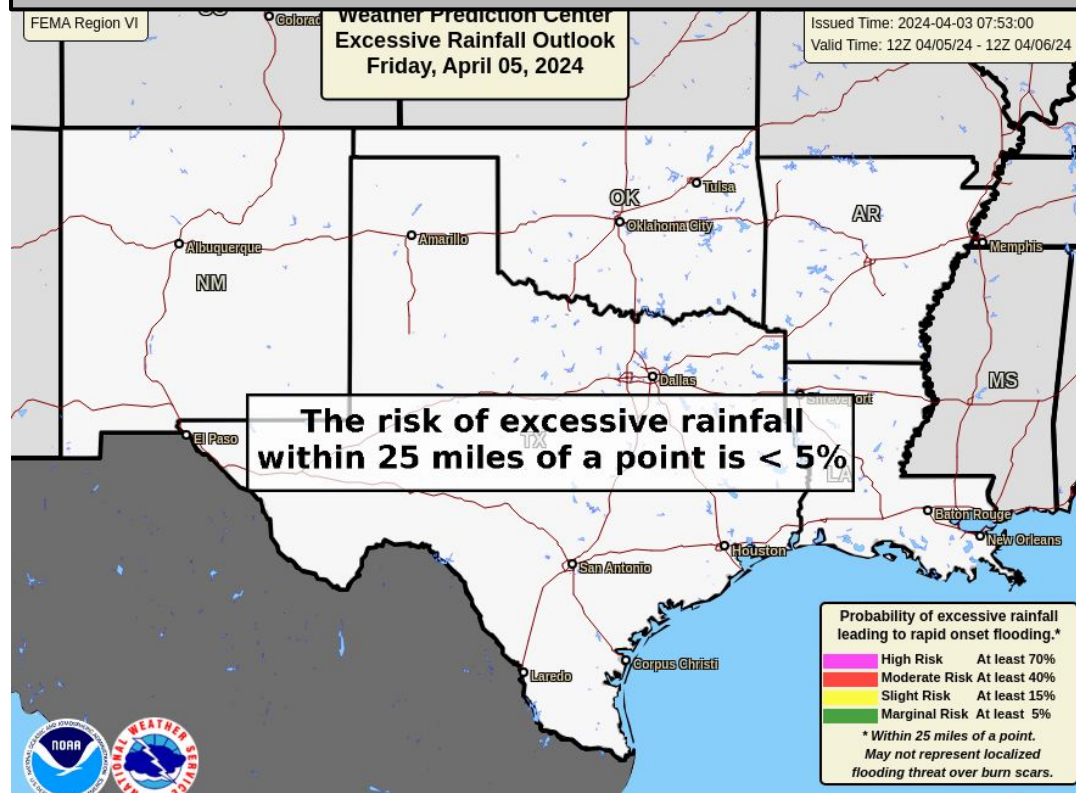 FEMA Region VI
Weather Prediction Center
Excessive Rainfall Outlook
Friday, April 05, 2024
Issued Time: 2024-04-03 07:53:00
Valid Time: 12Z 04/05/24 - 12Z 04/06/24
Tulsa
OK
Oklahoma City
AR
Amarillo
Albuquerque
Memphis
NM
Dallas
MS
Shreveport
The risk of excessive rainfall
within 25 miles of a point is < 5%
El Paso
TX
LA
Baton Rouge
New Orleans
Houston
San Antonio
Corpus Christi
Laredo
Probability of excessive rainfall
leading to rapid onset flooding.*
High Risk At least 70%
Moderate Risk At least 40%
Slight Risk At least 15%
Marginal Risk At least 5%
* Within 25 miles of a point.
May not represent localized
flooding threat over burn scars.
NOAA
NATIONAL WEATHER SERVICE